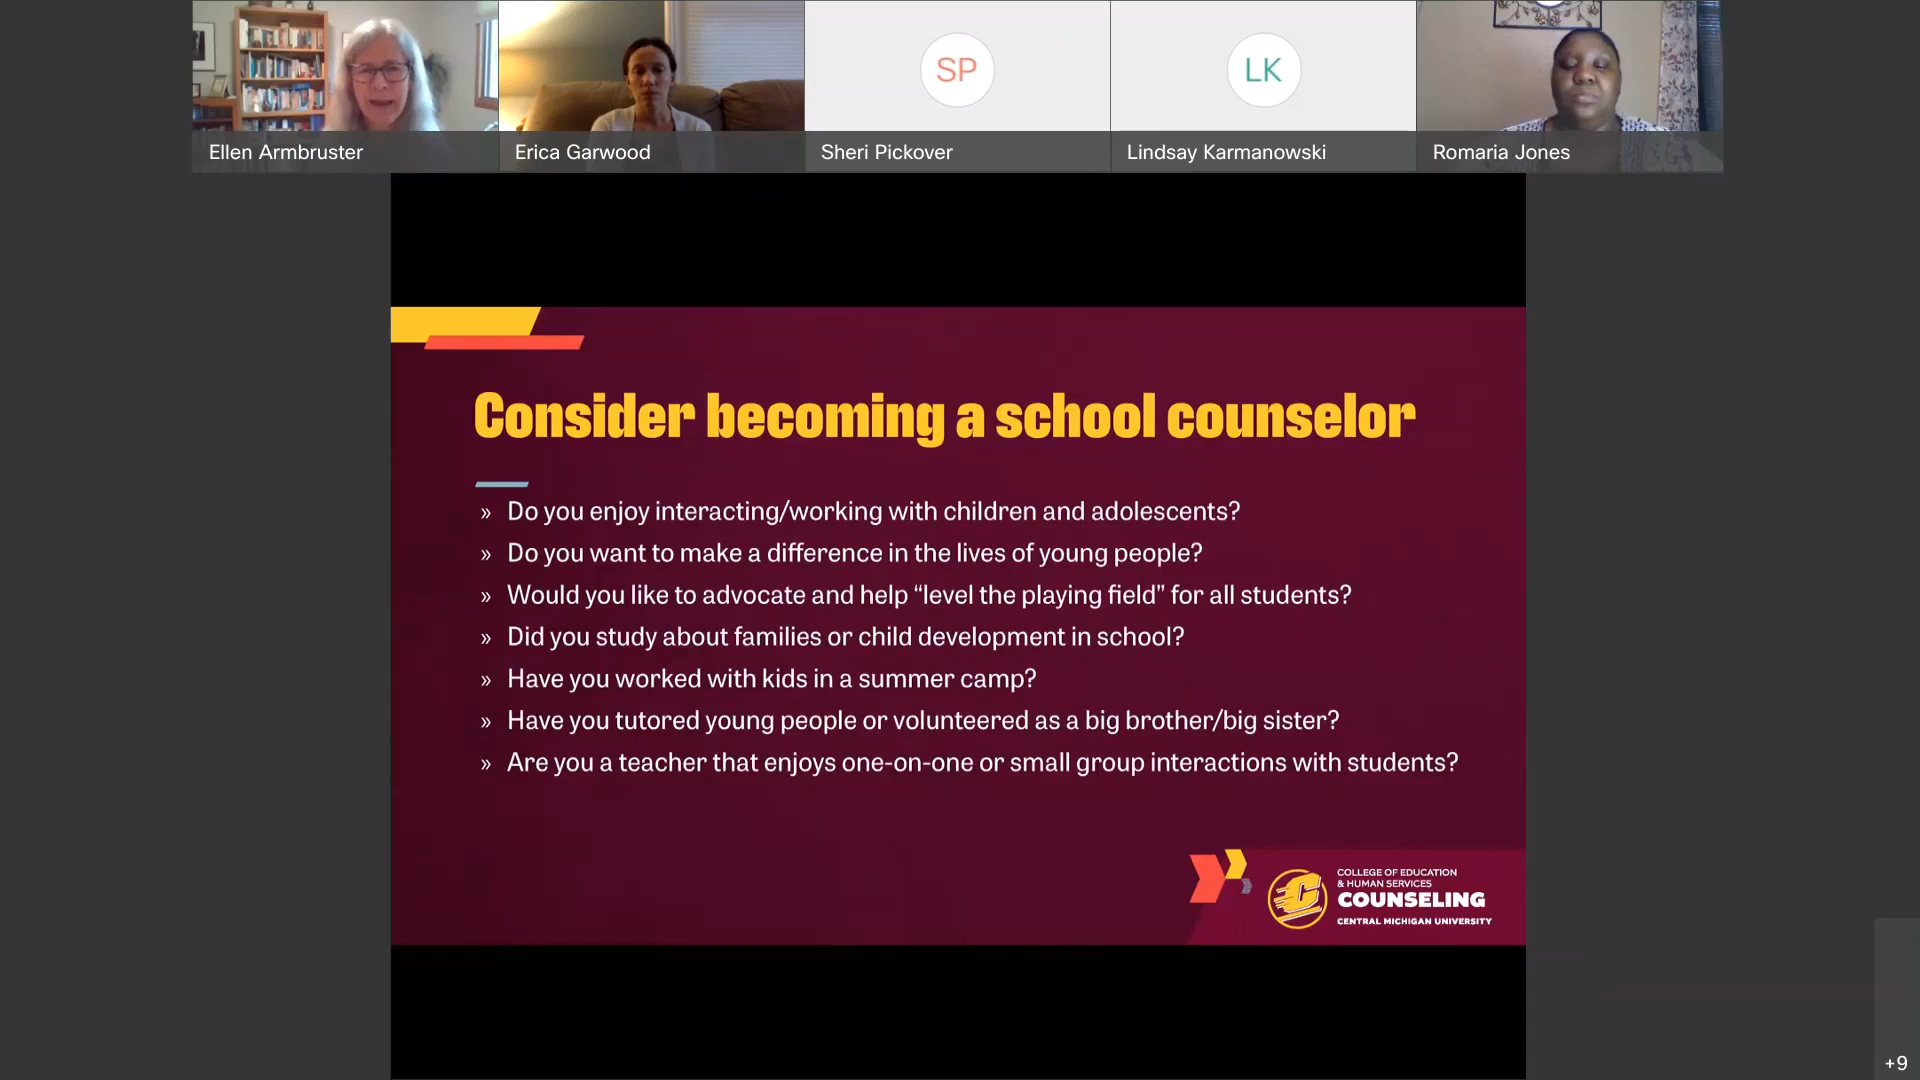 SP
LK
Ellen Armbruster
Erica Garwood
Sheri Pickover
Lindsay Karmanowski
Romaria Jones
Consider becoming a school counselor
» Do you enjoy interacting/working with children and adolescents?
» Do you want to make a difference in the lives of young people?
» Would you like to advocate and help “level the playing field” for all students?
» Did you study about families or child development in school?
» Have you worked with kids in a summer camp?
» Have you tutored young people or volunteered as a big brother/big sister?
» Are you a teacher that enjoys one-on-one or small group interactions with students?
C
COLLEGE OF EDUCATION
& HUMAN SERVICES
COUNSELING
CENTRAL MICHIGAN UNIVERSITY
+9